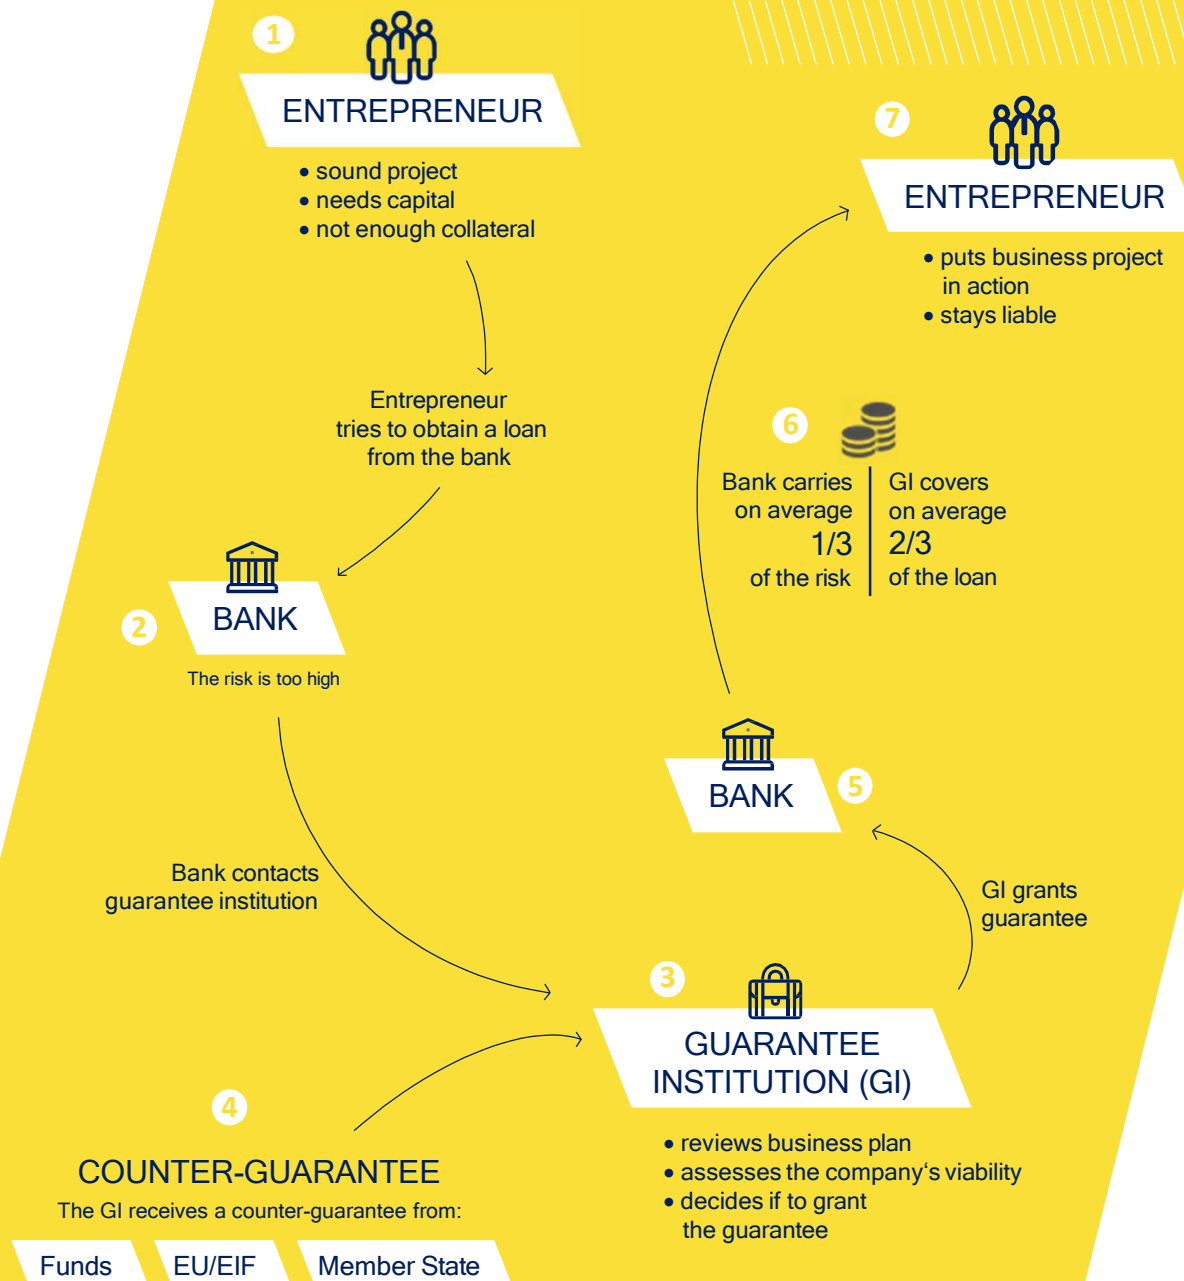 1
ENTREPRENEUR
• sound project
• needs capital
• not enough collateral
Entrepreneur
tries to obtain a loan
from the bank
2
BANK
The risk is too high
Bank contacts
guarantee institution
3
GUARANTEE
INSTITUTION (GI)
• reviews business plan
• assesses the company‘s viability
• decides if to grant
the guarantee
4
COUNTER-GUARANTEE
The GI receives a counter-guarantee from:
Funds
EU/EIF
Member State
GI grants
guarantee
5
BANK
6
Bank carries
on average
1/3
of the risk
GI covers
on average
2/3
of the loan
7
ENTREPRENEUR
• puts business project
in action
• stays liable